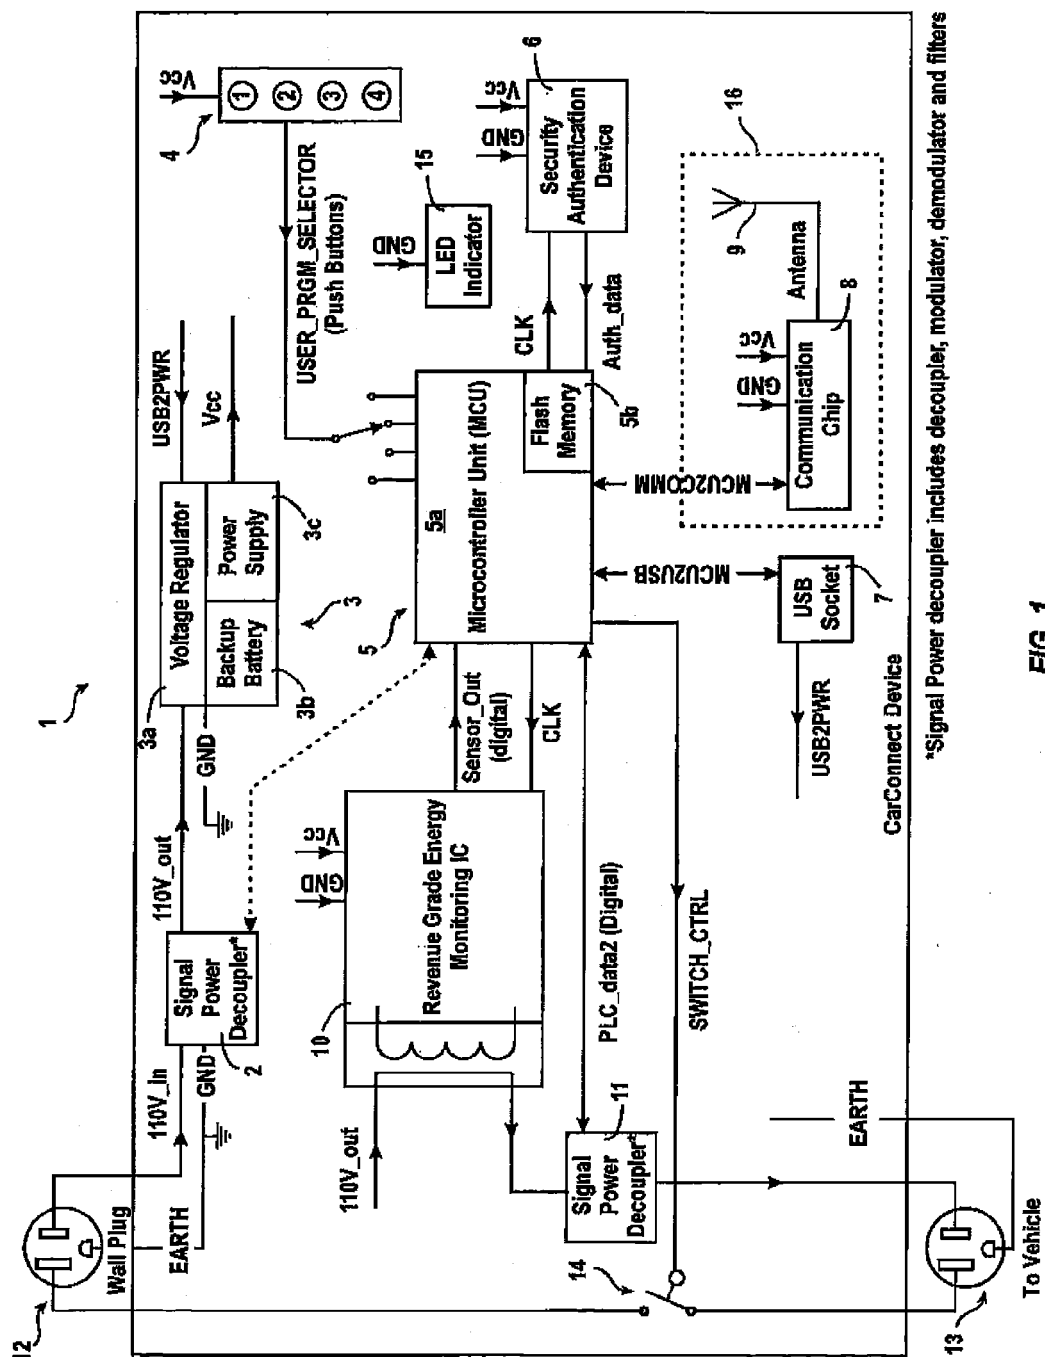 1
12
Wall Plug
EARTH
110V_in
GND
2
Signal
Power
Decoupler*
110V_out
GND
3a
Voltage Regulator
Backup
Battery
Power
Supply
3b
3c
3
USB2PWR
Vcc
4
Vcc
1
2
3
4
USER_PRGM_SELECTOR
(Push Buttons)
15
GND
LED
Indicator
6
GND
Vcc
Security
Authentication
Device
CLK
Auth_data
5
5a
Microcontroller Unit (MCU)
Flash
Memory
5b
Sensor_Out
(digital)
CLK
10
GND
Vcc
Revenue Grade Energy
Monitoring IC
110V_out
11
Signal
Power
Decoupler*
PLC_data2 (Digital)
SWITCH_CTRL
14
MCU2USB
MCU2COMM
USB
Socket
7
USB2PWR
16
GND
Vcc
Communication
Chip
8
Antenna
9
EARTH
13
To Vehicle
CarConnect Device
*Signal Power decoupler includes decoupler, modulator, demodulator and filters
FIG. 1